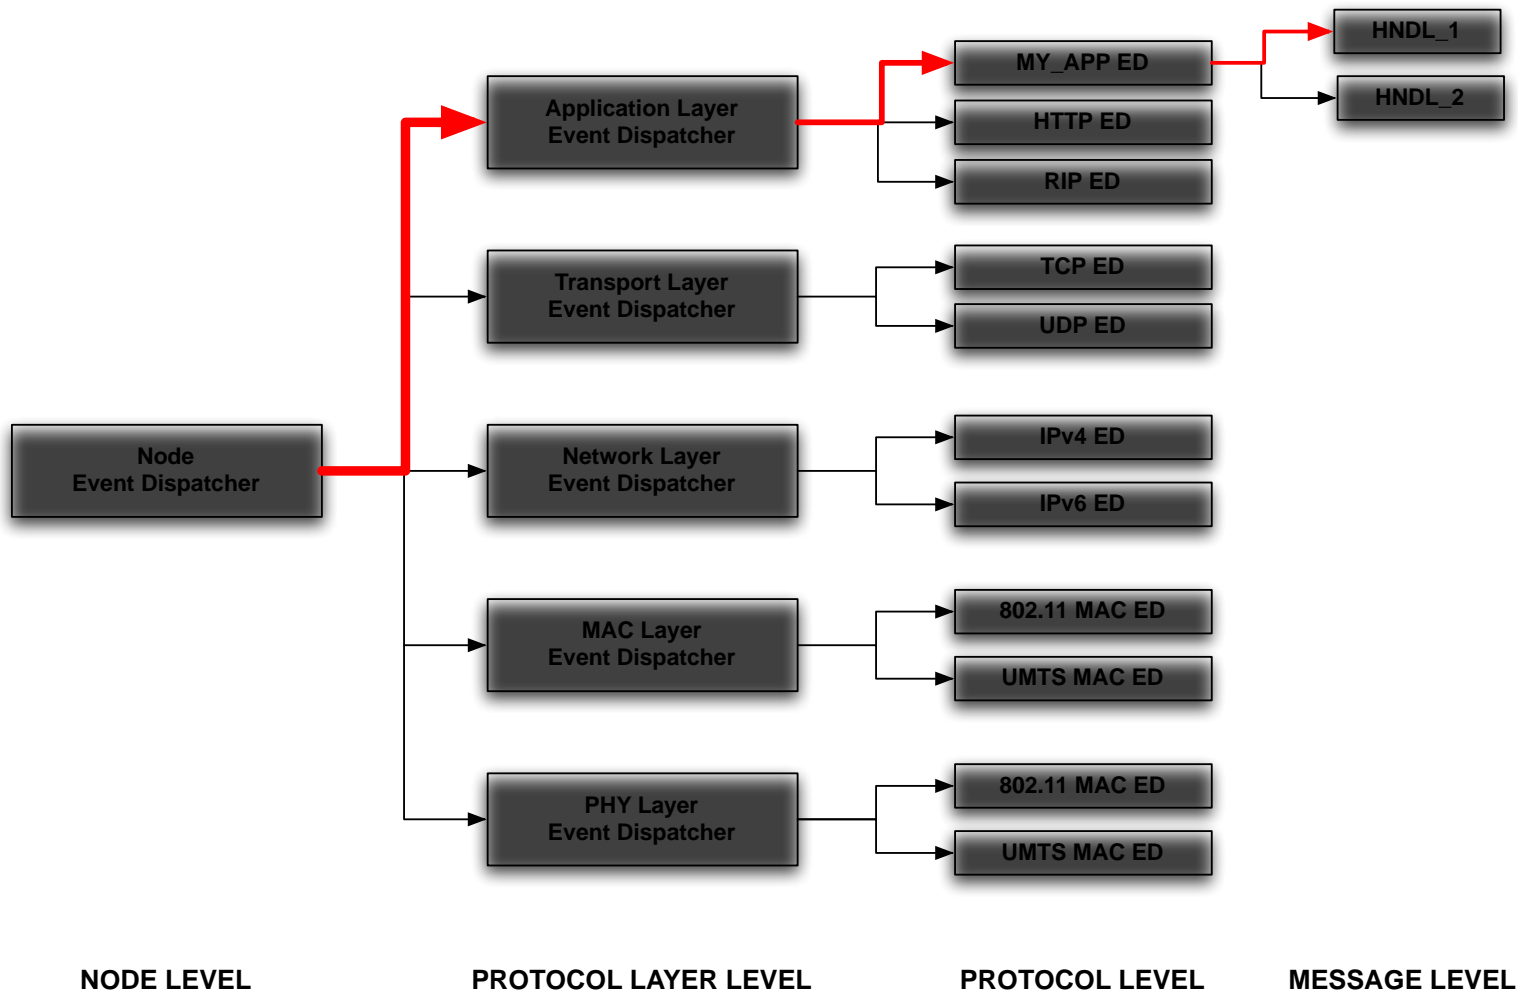 HNDL_1
MY_APP ED
HNDL_2
Application Layer
Event Dispatcher
HTTP ED
RIP ED
Transport Layer
Event Dispatcher
TCP ED
UDP ED
Node
Event Dispatcher
Network Layer
Event Dispatcher
IPv4 ED
IPv6 ED
MAC Layer
Event Dispatcher
802.11 MAC ED
UMTS MAC ED
PHY Layer
Event Dispatcher
802.11 MAC ED
UMTS MAC ED
NODE LEVEL
PROTOCOL LAYER LEVEL
PROTOCOL LEVEL
MESSAGE LEVEL